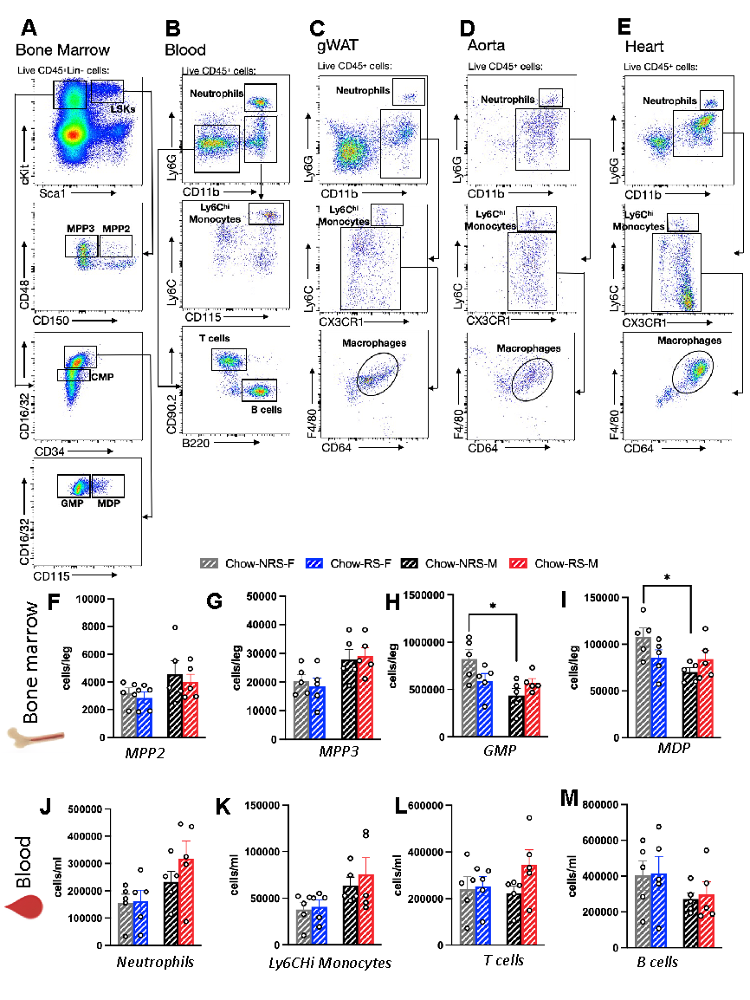 A
Bone Marrow
Live CD45+Lin- cells:
LSKs
cKit
Sca1
MPP3
MPP2
CD48
CD150
CMP
CD16/32
CD34
GMP
MDP
CD16/32
CD115
B
Blood
Live CD45+ cells:
Neutrophils
Ly6G
CD11b
Ly6Chi
Monocytes
Ly6C
CD115
T cells
B cells
CD90.2
B220
C
gWAT
Live CD45+ cells:
Neutrophils
Ly6G
CD11b
Ly6Chi
Monocytes
Ly6C
CX3CR1
Macrophages
F4/80
CD64
D
Aorta
Live CD45+ cells:
Neutrophils
Ly6G
CD11b
Ly6Chi
Monocytes
Ly6C
CX3CR1
Macrophages
F4/80
CD64
E
Heart
Live CD45+ cells:
Neutrophils
Ly6G
CD11b
Ly6Chi
Monocytes
Ly6C
CX3CR1
Macrophages
F4/80
CD64
Chow-NRS-F
Chow-RS-F
Chow-NRS-M
Chow-RS-M
Bone marrow
F
10000
8000
6000
4000
2000
0
cells/leg
MPP2
G
50000
40000
30000
20000
10000
0
cells/leg
MPP3
H
1500000
1000000
500000
0
cells/leg
*
GMP
I
150000
100000
50000
0
cells/leg
*
MDP
Blood
J
500000
400000
300000
200000
100000
0
cells/ml
Neutrophils
K
150000
100000
50000
0
cells/ml
Ly6CHi Monocytes
L
600000
400000
200000
0
cells/ml
T cells
M
800000
600000
400000
200000
0
cells/ml
B cells